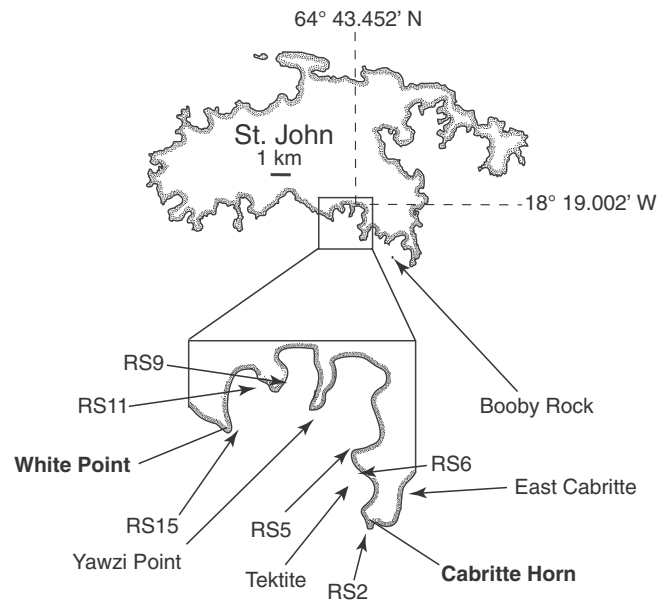 64° 43.452’ N
St. John
1 km
18° 19.002’ W
RS9
RS11
Booby Rock
White Point
RS6
East Cabritte
RS15
RS5
Yawzi Point
Tektite
Cabritte Horn
RS2